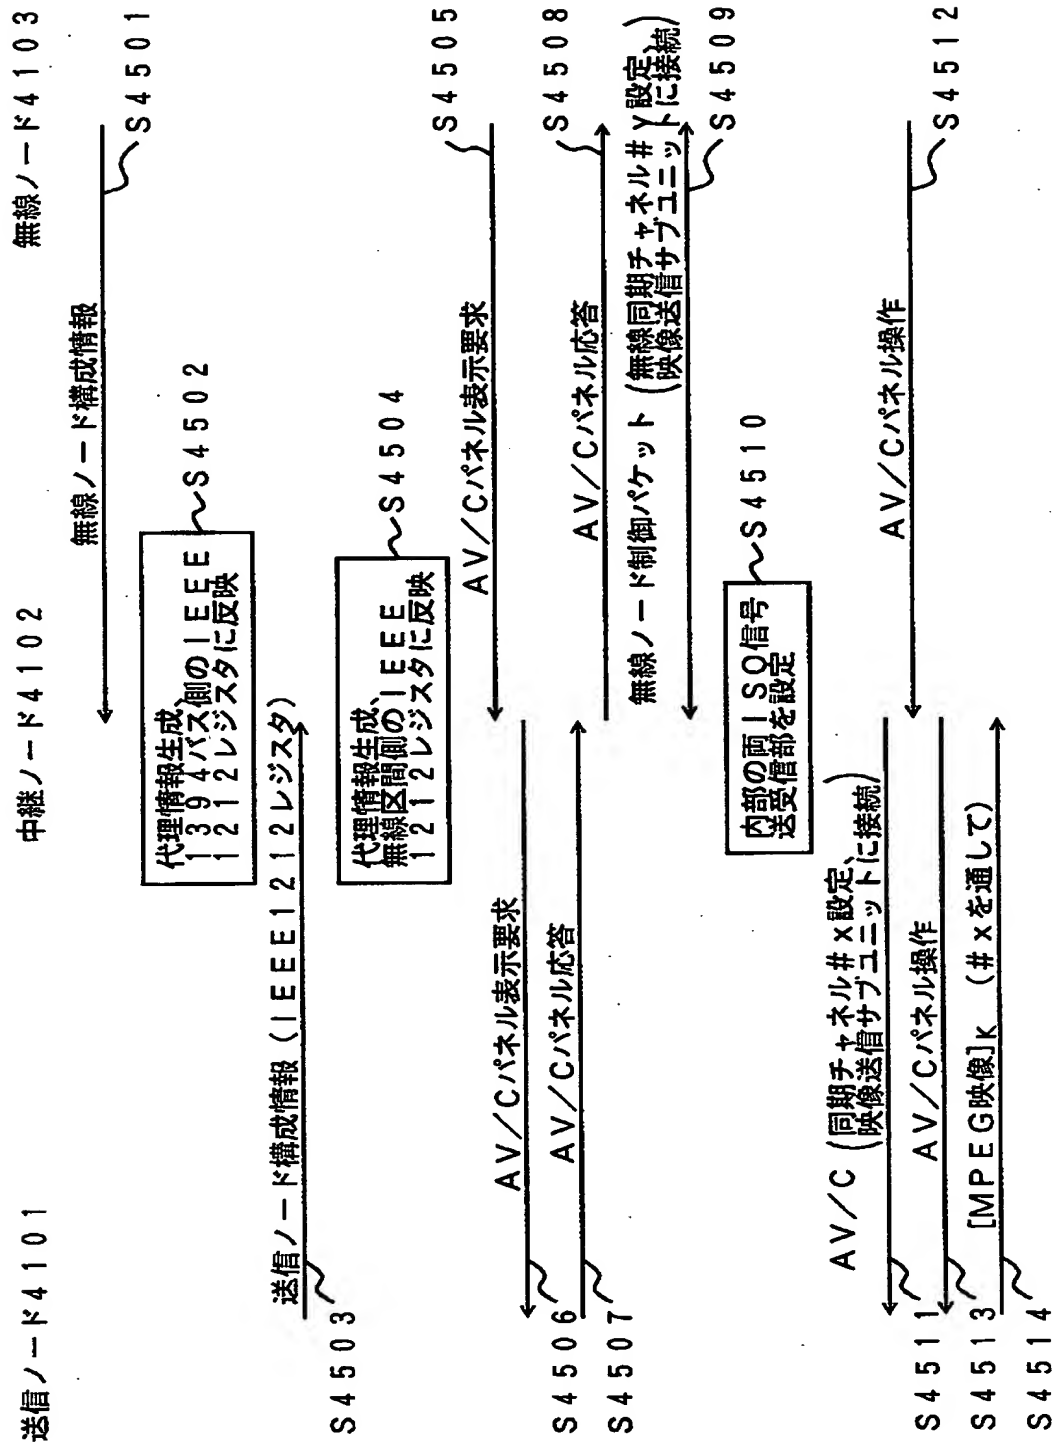 送信ノード4101
中継ノード4102
無線ノード4103
無線ノード構成情報
S4501
代理情報生成、
1394バス側のIEEE
1212レジスタに反映
S4502
送信ノード構成情報(IEEE1212レジスタ)
S4503
代理情報生成、
無線区間側のIEEE
1212レジスタに反映
S4504
AV/Cパネル表示要求
S4505
AV/Cパネル表示要求
S4506
AV/Cパネル応答
S4507
AV/Cパネル応答
S4508
無線ノード制御パケット(無線同期チャネル#y設定、
映像送信サブユニットに接続)
S4509
内部の両ISO信号
送受信部を設定
S4510
AV/C(同期チャネル#x設定、
映像送信サブユニットに接続)
S4511
AV/Cパネル操作
S4512
AV/Cパネル操作
S4513
[MPEG映像]K (#xを通して)
S4514